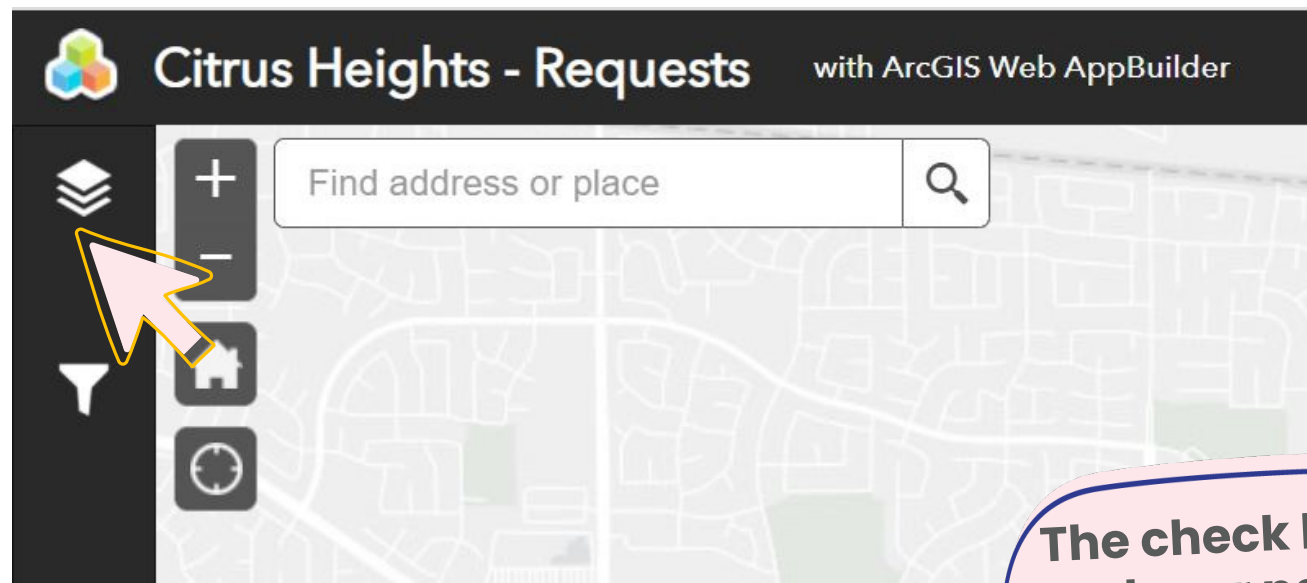 Citrus Heights - Requests with ArcGIS Web AppBuilder
Find address or place
The check